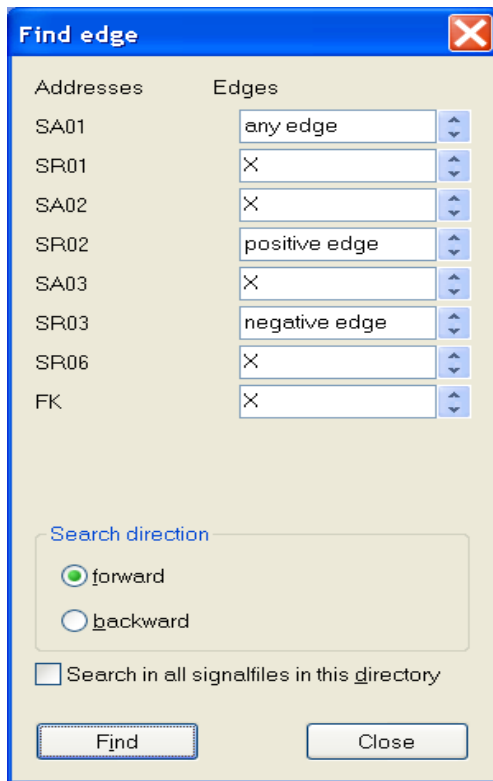 Find edge
Addresses Edges
SA01 any edge
SR01 X
SA02 X
SR02 positive edge
SA03 X
SR03 negative edge
SR06 X
FK X
Search direction
forward
backward
Search in all signalfiles in this directory
Find Close